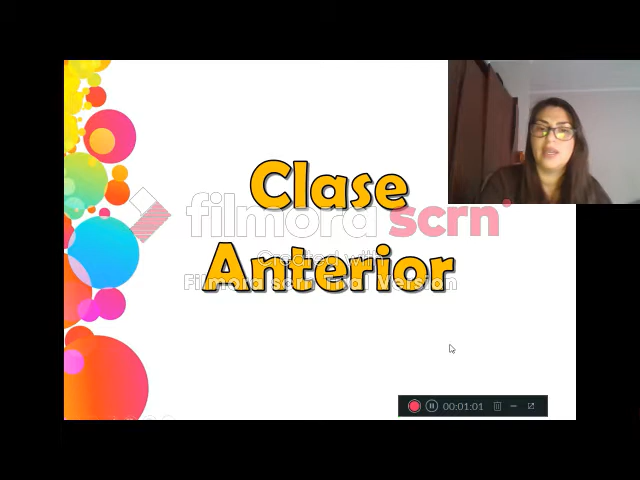 Clase
filmora scrn
Anterior
Created with
Filmora scrn Trial Version
00:01:01